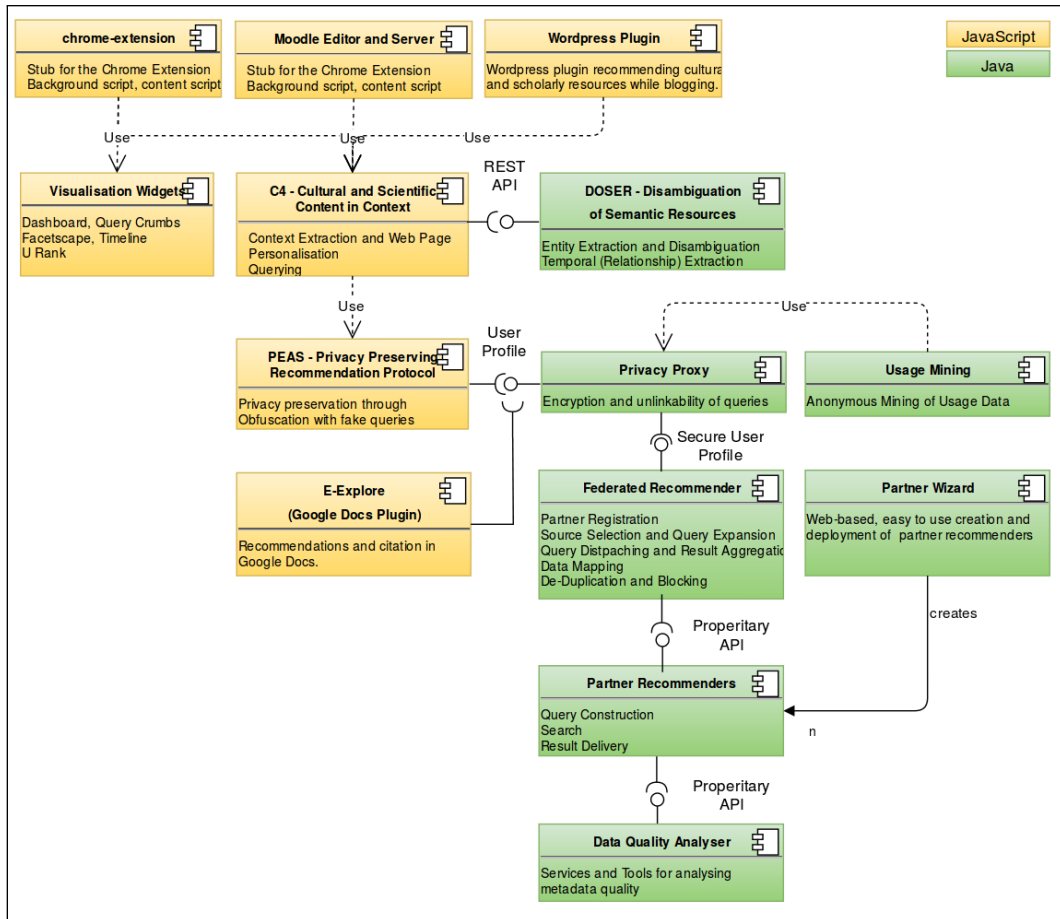 chrome-extension
Stub for the Chrome Extension
Background script, content script
Moodle Editor and Server
Stub for the Chrome Extension
Background script, content script
Wordpress Plugin
Wordpress plugin recommending cultura
and scholarly resources while blogging.
JavaScript
Java
Use
Use
Use
Visualisation Widgets
Dashboard, Query Crumbs
Facetscape, Timeline
U Rank
C4 - Cultural and Scientific
Content in Context
Context Extraction and Web Page
Personalisation
Querying
REST
API
DOSER - Disambiguation
of Semantic Resources
Entity Extraction and Disambiguation
Temporal (Relationship) Extraction
Use
Use
PEAS - Privacy Preserving
Recommendation Protocol
Privacy preservation through
Obfuscation with fake queries
User
Profile
Privacy Proxy
Encryption and unlinkability of queries
Usage Mining
Anonymous Mining of Usage Data
Secure User
Profile
E-Explore
(Google Docs Plugin)
Recommendations and citation in
Google Docs.
Federated Recommender
Partner Registration
Source Selection and Query Expansion
Query Distpaching and Result Aggregatio
Data Mapping
De-Duplication and Blocking
Partner Wizard
Web-based, easy to use creation and
deployment of partner recommenders
creates
Properitary
API
Partner Recommenders
Query Construction
Search
Result Delivery
n
Properitary
API
Data Quality Analyser
Services and Tools for analysing
metadata quality